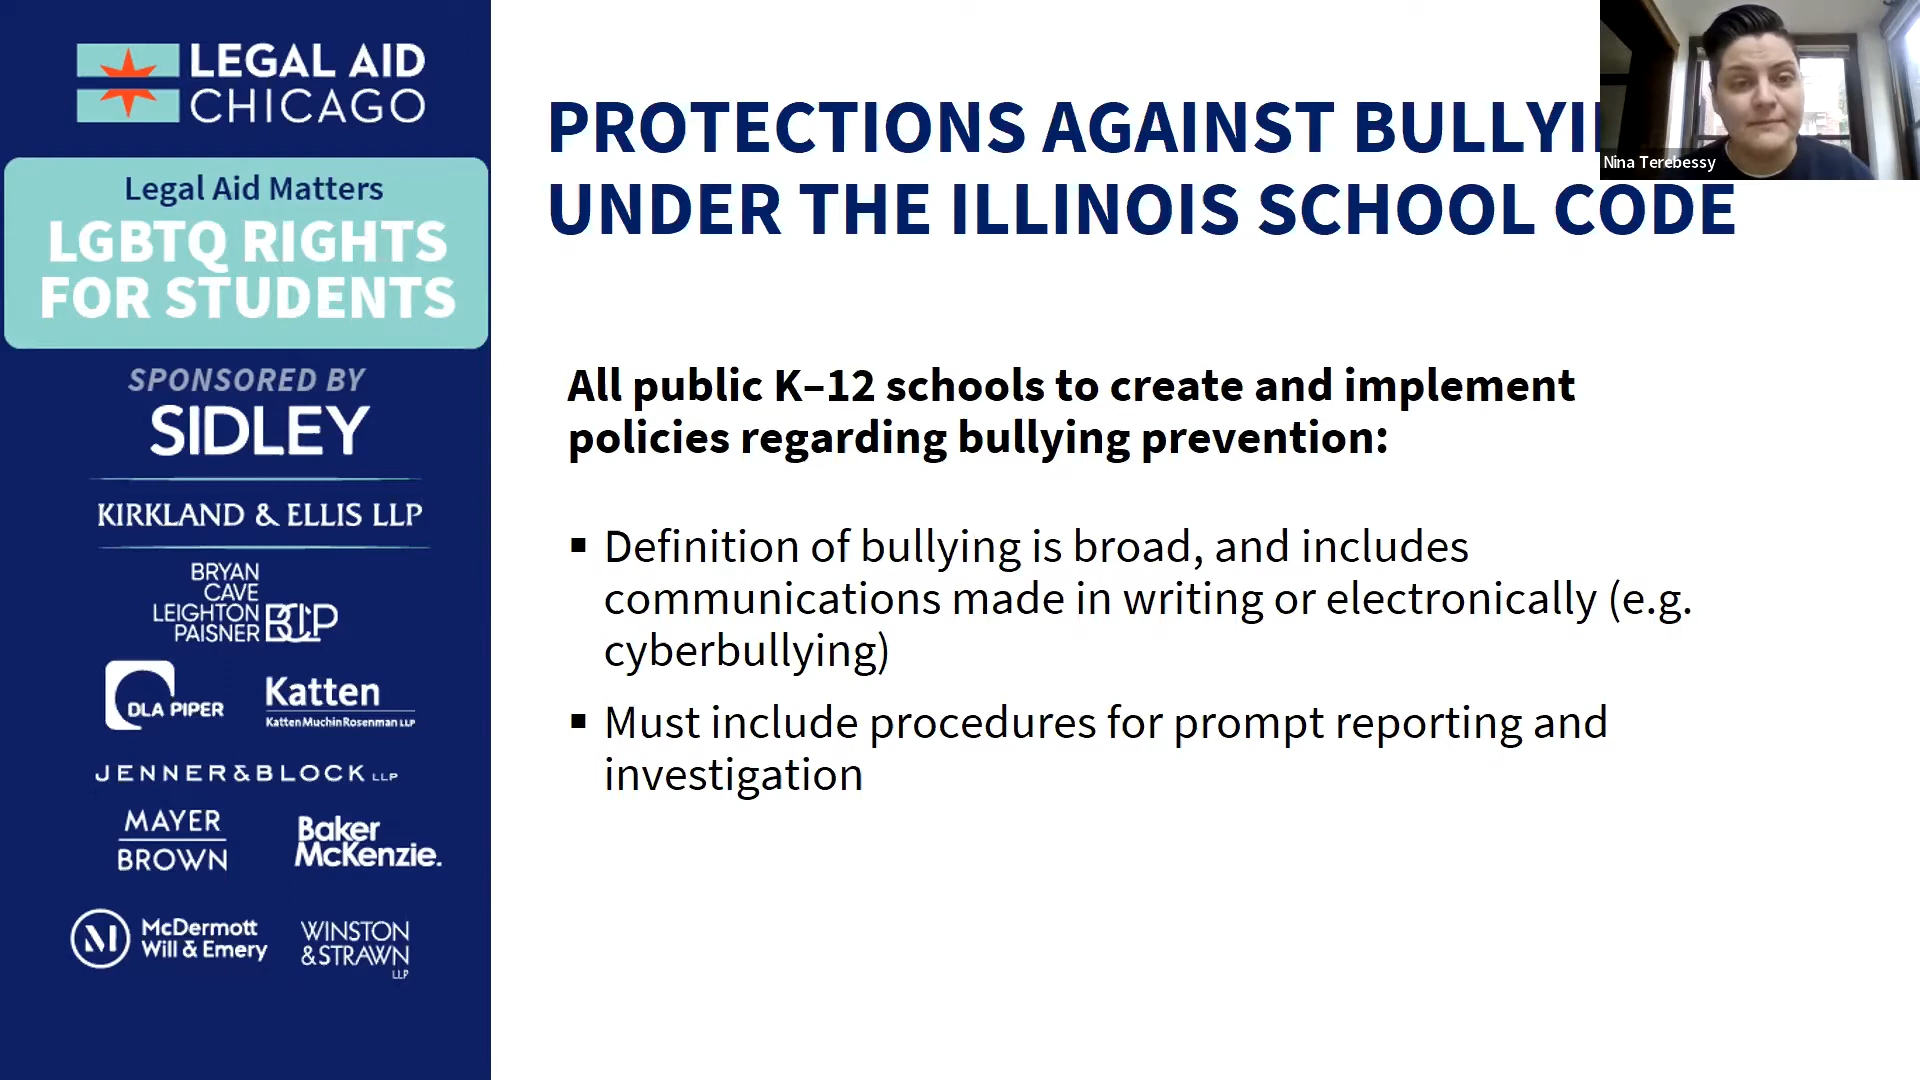 LEGAL AID
CHICAGO
Legal Aid Matters
LGBTQ RIGHTS
FOR STUDENTS
SPONSORED BY
SIDLEY
KIRKLAND & ELLIS LLP
BRYAN
CAVE
LEIGHTON
PAISNER BCLP
DLA PIPER
Katten
KattenMuchinRosenman LLP
JENNER&BLOCK LLP
MAYER
BROWN
Baker
McKenzie.
McDermott
Will & Emery
WINSTON
&STRAWN
LLP
PROTECTIONS AGAINST
UNDER THE ILLINOIS SCHOOL CODE
All public K–12 schools to create and implement
policies regarding bullying prevention:
▪ Definition of bullying is broad, and includes
communications made in writing or electronically (e.g.
cyberbullying)
▪ Must include procedures for prompt reporting and
investigation
Nina Terebessy